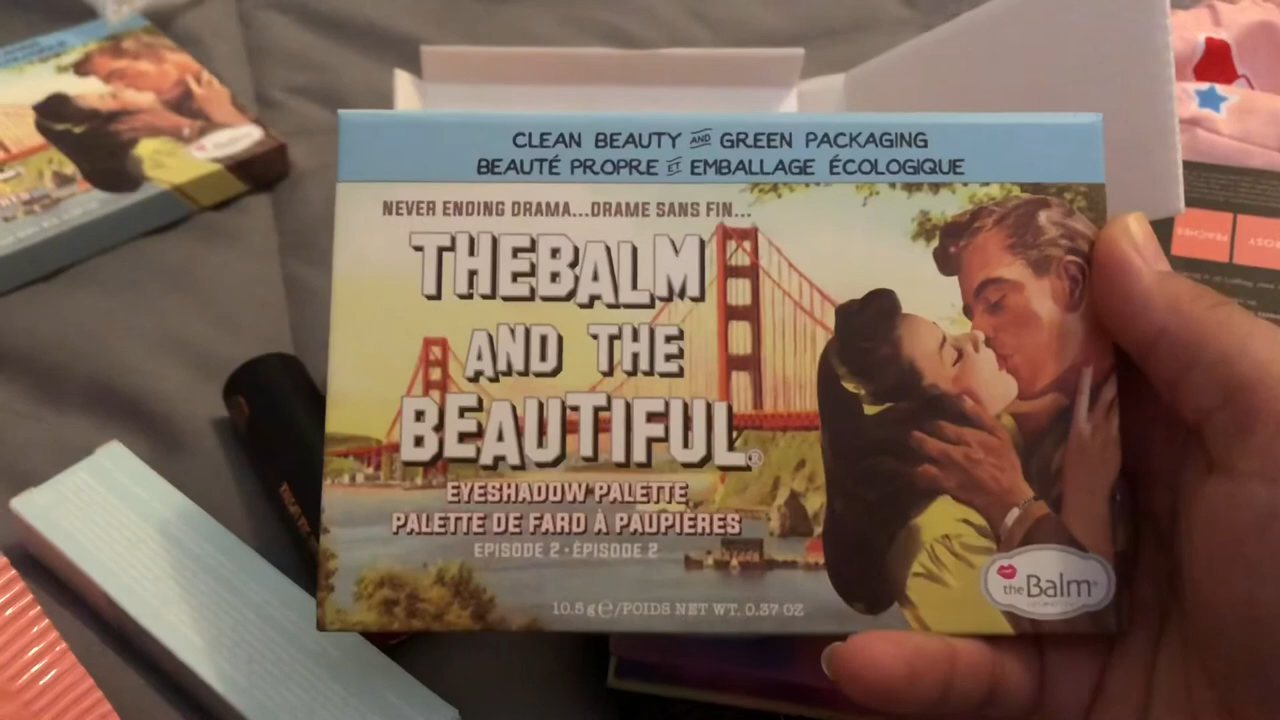 CLEAN BEAUTY AND GREEN PACKAGING
BEAUTÉ PROPRE ET EMBALLAGE ÉCOLOGIQUE
NEVER ENDING DRAMA...DRAME SANS FIN...
THEBALM
AND THE
BEAUTIFUL®
EYESHADOW PALETTE
PALETTE DE FARD À PAUPIÈRES
EPISODE 2 · ÉPISODE 2
10.5 g℮/POIDS NET WT. 0.37 OZ
theBalm®
PEACHES
ROSY